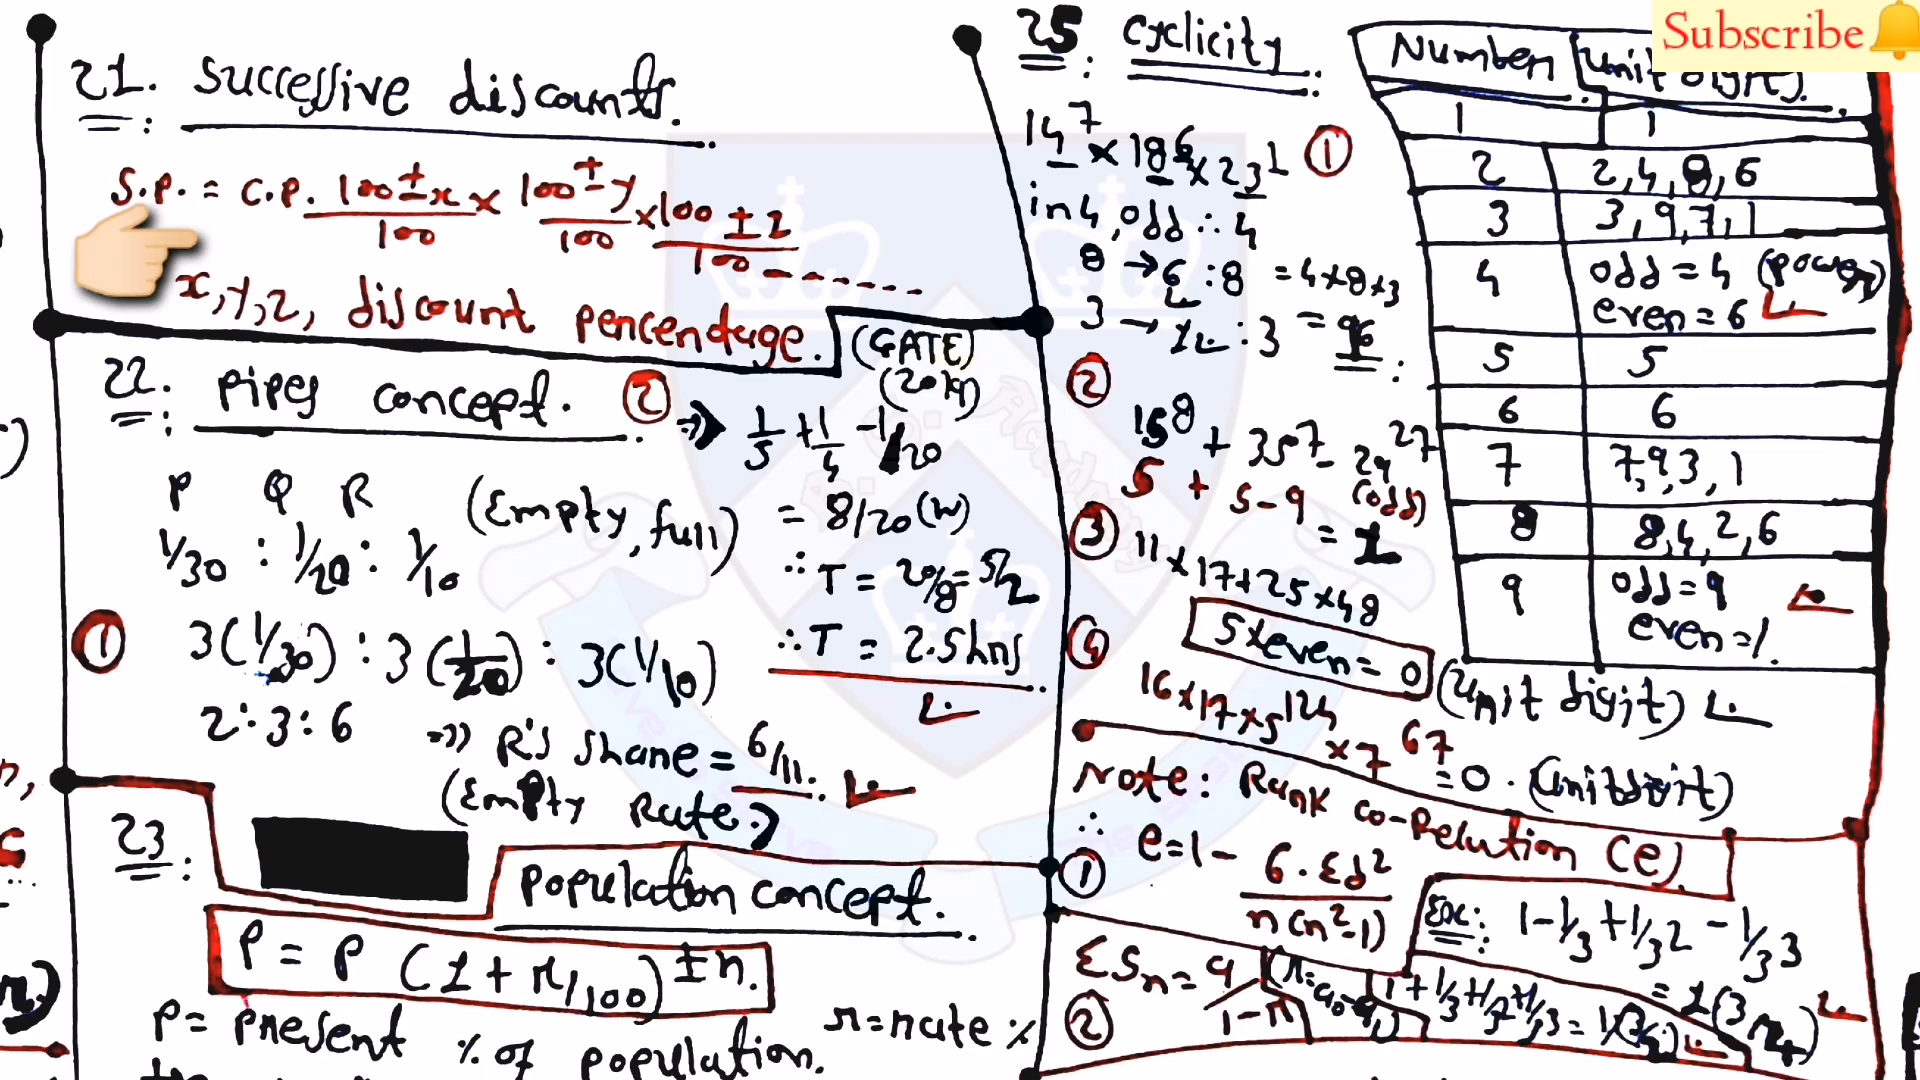 21. Successive discounts.
S.P. = C.P. 100±x/100 × 100±y/100 × 100±z/100 ------
x,y,z, discount percentage.
22. Pipes concept.
P Q R (Empty, full)
1/30 : 1/20 : 1/10
① 3(1/30) : 3(1/20) : 3(1/10)
2:3:6 ⇒ R's share = 6/11.
(Empty Rate.)
② (GATE)
⇒ 1/5 + 1/4 - 1/20
= 8/20 (W)
∴ T = 20/8 = 5/2
∴ T = 2.5 hrs
23. Population concept.
P = P (1 + r/100)^±n.
P = Present % of population. r = rate %
25. cyclicity
14^7 × 18^6 × 23^1 ①
in 4, odd ∴ 4
8 → 6 : 8 = 4×8×3
3 → 1 : 3 = 96
②
15^8 + 35^7 - 29^27
5 + 5 - 9 (odd)
= 1
③ 11×17+25×48
5×even = 0 (Unit digit)
④ 16×17×5^124 × 7^67 = 0. (unit digit)
Number Unit digit).
1 1
2 2,4,8,6
3 3,9,7,1
4 odd = 4 (power)
even = 6
5 5
6 6
7 7,9,3,1
8 8,4,2,6
9 odd = 9
even = 1.
Note: Rank co-relation (e).
∴ ① e = 1 - 6·Σd²/n(n²-1)
② ΣSn = a/1-r
Ex: 1 - 1/3 + 1/3² - 1/3³
= 1(3/4)
Subscribe